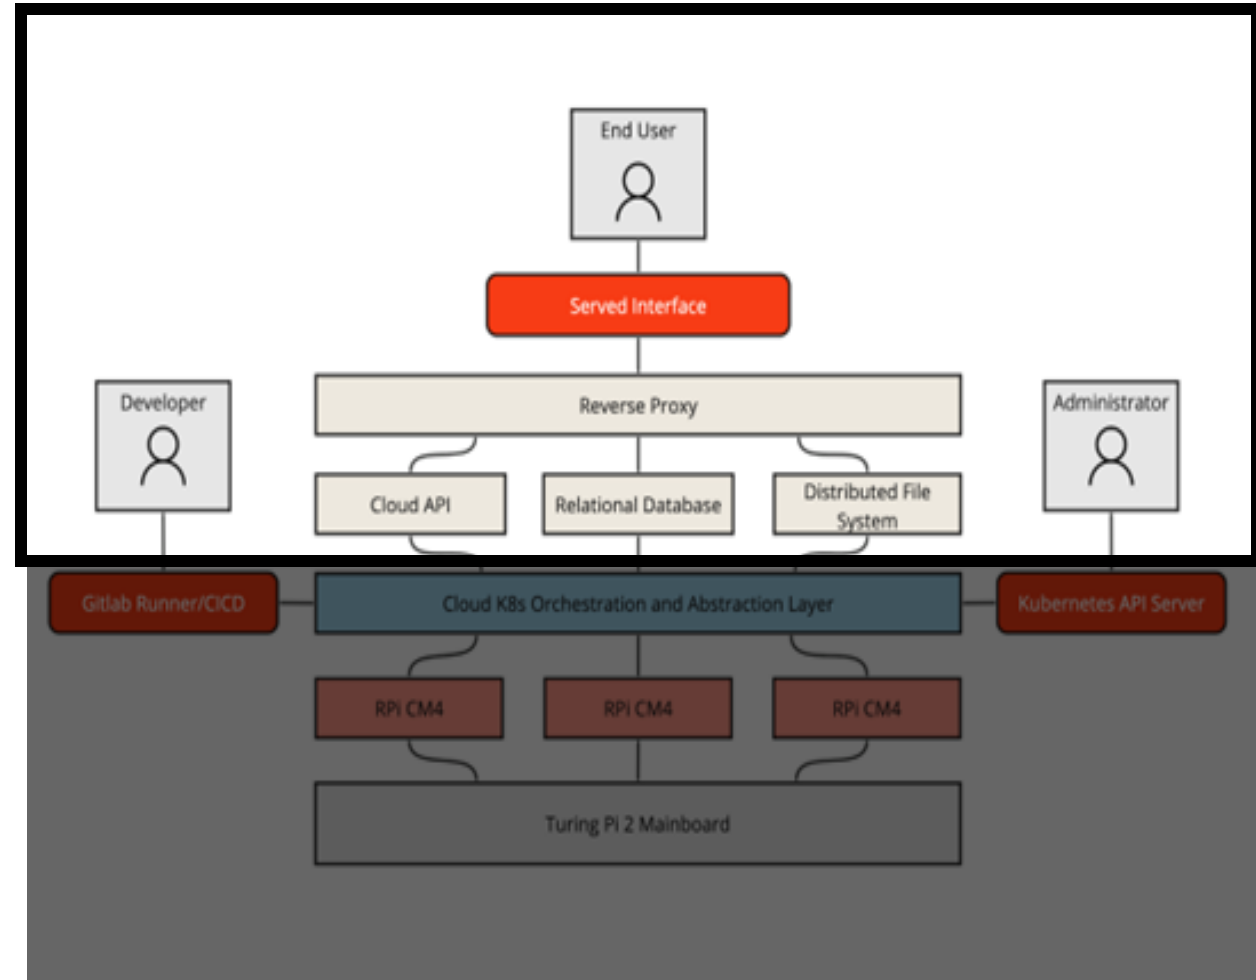 End User
Served Interface
Developer
Reverse Proxy
Administrator
Cloud API
Relational Database
Distributed File
System
Gitlab Runner/CICD
Cloud K8s Orchestration and Abstraction Layer
Kubernetes API Server
RPi CM4
RPi CM4
RPi CM4
Turing Pi 2 Mainboard